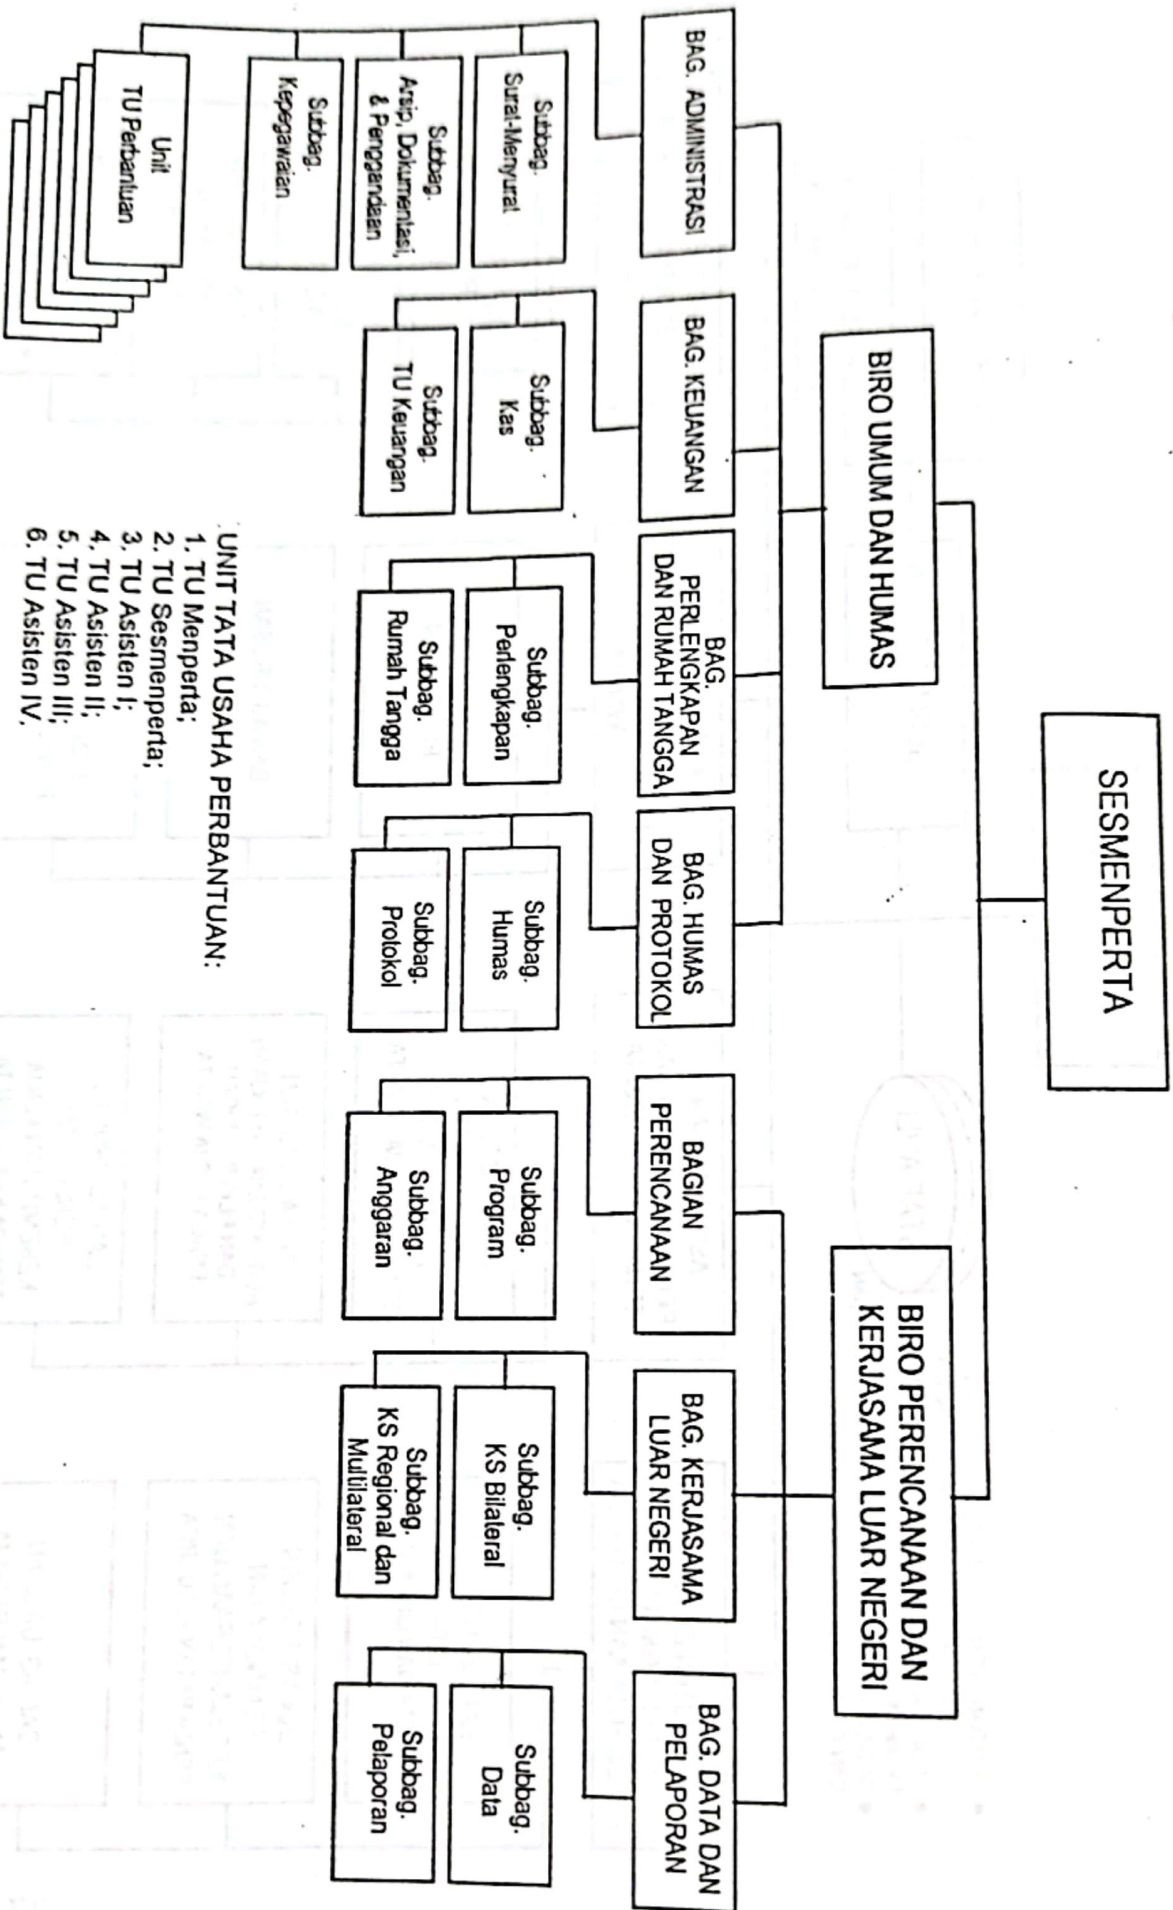 SESMENPERTA
BIRO UMUM DAN HUMAS
BIRO PERENCANAAN DAN
KERJASAMA LUAR NEGERI
BAG. ADMINISTRASI
BAG. KEUANGAN
BAG.
PERLENGKAPAN
DAN RUMAH TANGGA
BAG. HUMAS
DAN PROTOKOL
BAGIAN
PERENCANAAN
BAG. KERJASAMA
LUAR NEGERI
BAG. DATA DAN
PELAPORAN
Subbag.
Surat-Menyurat
Subbag.
Kas
Subbag.
Perlengkapan
Subbag.
Humas
Subbag.
Program
Subbag.
KS Bilateral
Subbag.
Data
Subbag.
Arsip, Dokumentasi,
& Penggandaan
Subbag.
TU Keuangan
Subbag.
Rumah Tangga
Subbag.
Protokol
Subbag.
Anggaran
Subbag.
KS Regional dan
Multilateral
Subbag.
Pelaporan
Subbag.
Kepegawaian
Unit
TU Perbantuan
UNIT TATA USAHA PERBANTUAN:
1. TU Menperta;
2. TU Sesmenperta;
3. TU Asisten I;
4. TU Asisten II;
5. TU Asisten III;
6. TU Asisten IV.